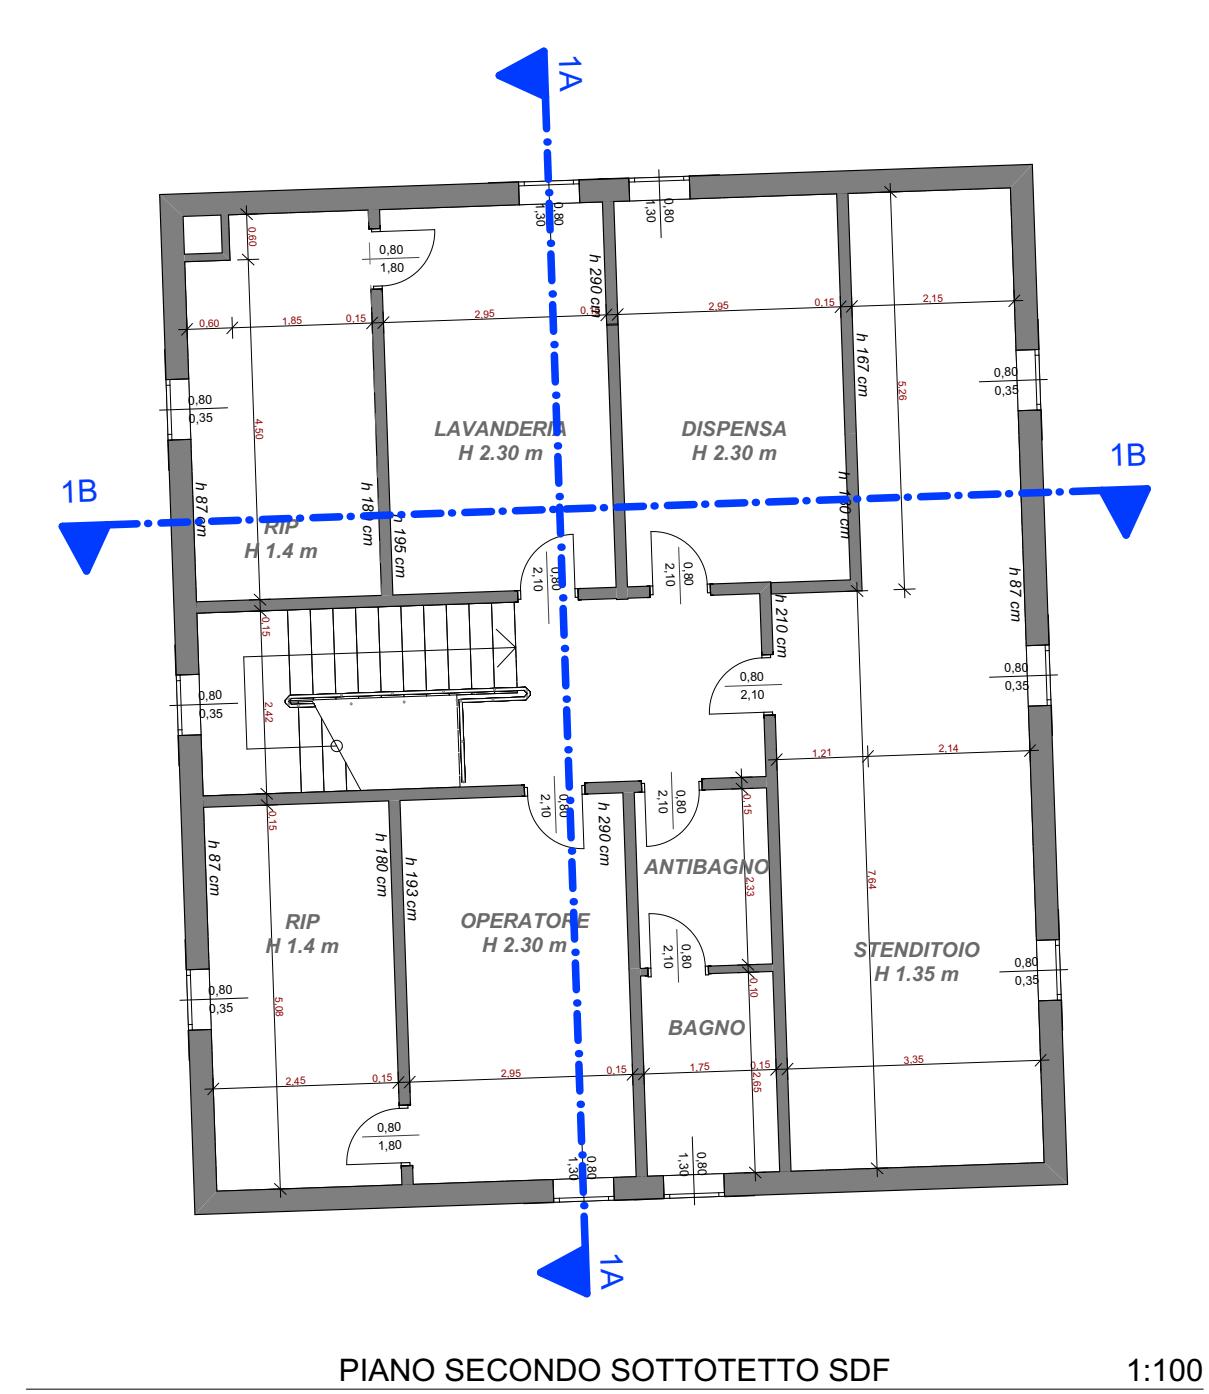 1A
0,80
1,30
0,80
1,30
0,60
0,80
1,80
h 290 cm
0,60
1,85
0,15
2,95
0,15
2,95
0,15
2,15
h 167 cm
0,80
0,35
5,26
0,80
0,35
4,50
LAVANDERIA
H 2.30 m
DISPENSA
H 2.30 m
1B
1B
h 87 cm
RIP
H 1.4 m
h 195 cm
0,80
2,10
0,80
2,10
h 87 cm
h 210 cm
0,15
0,80
2,10
0,80
0,35
0,80
0,35
2,42
1,21
2,14
0,15
0,80
2,10
0,80
2,10
0,15
h 290 cm
h 87 cm
h 180 cm
h 193 cm
ANTIBAGNO
2,33
7,64
RIP
H 1.4 m
OPERATORE
H 2.30 m
0,80
2,10
STENDITOIO
H 1.35 m
0,80
0,35
0,80
0,35
5,08
0,10
BAGNO
2,45
0,15
2,95
0,15
1,75
0,15
2,65
3,35
0,80
1,80
0,80
1,30
0,80
1,30
1A
PIANO SECONDO SOTTOTETTO SDF
1:100